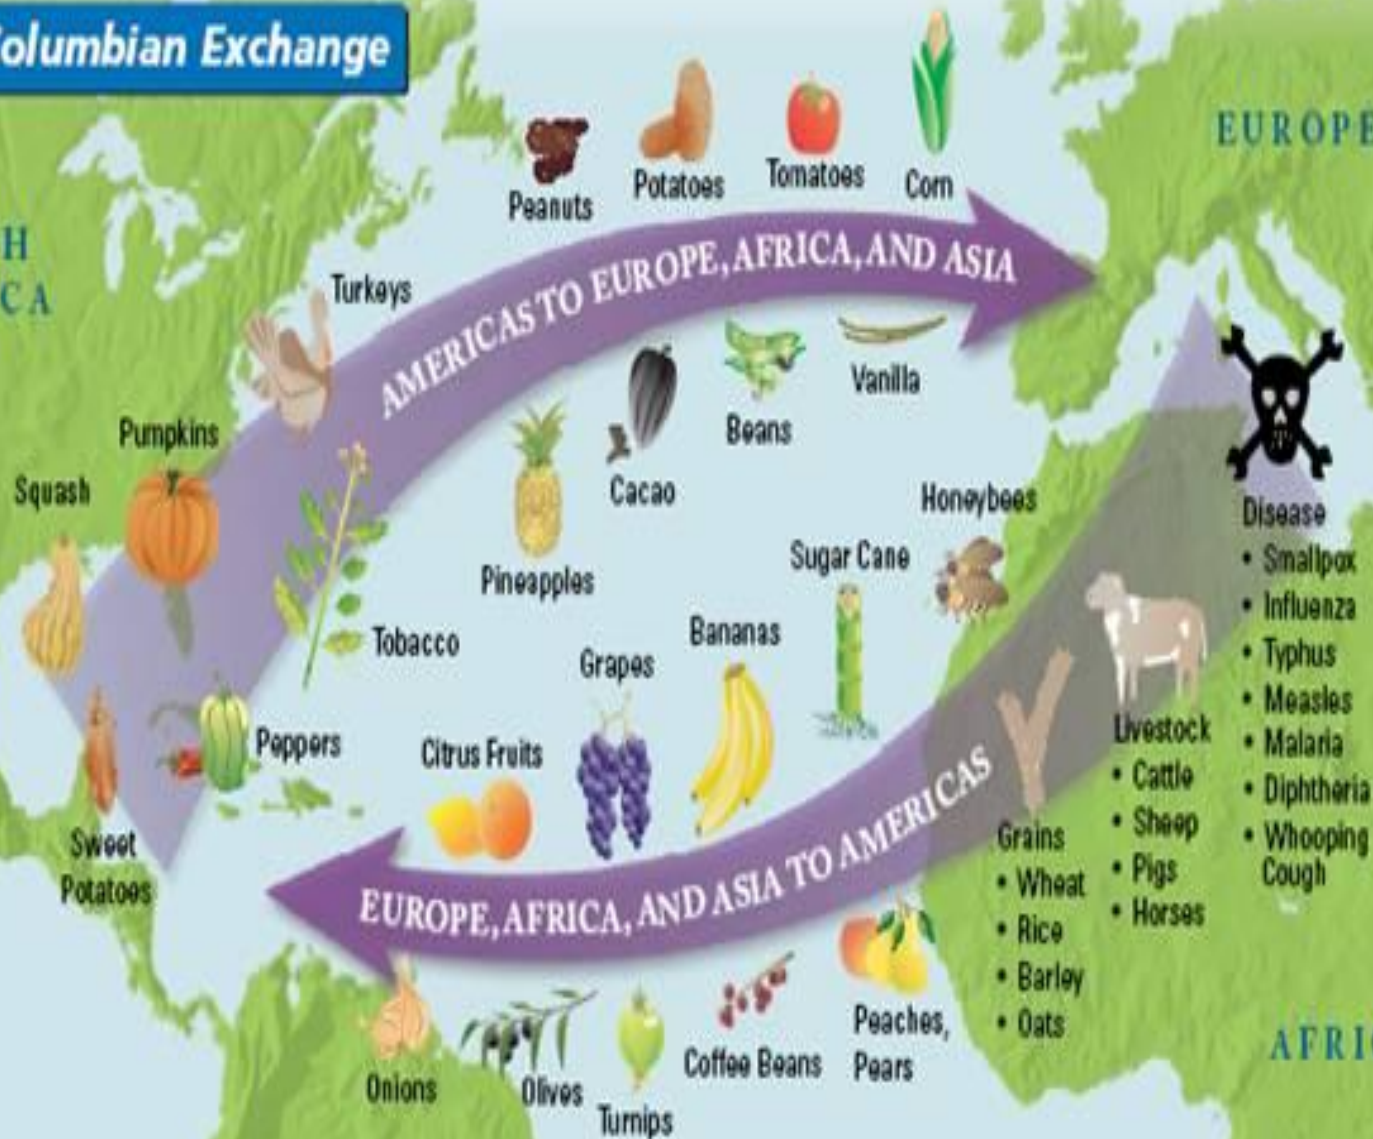 olumbian Exchange
EUROPE
H
CA
Peanuts
Potatoes
Tomatoes
Corn
AMERICAS TO EUROPE, AFRICA, AND ASIA
Turkeys
Pumpkins
Squash
Tobacco
Peppers
Sweet
Potatoes
Pineapples
Cacao
Beans
Vanilla
Honeybees
Sugar Cane
Bananas
Grapes
Citrus Fruits
EUROPE, AFRICA, AND ASIA TO AMERICAS
Disease
• Smallpox
• Influenza
• Typhus
• Measles
• Malaria
• Diphtheria
• Whooping
Cough
Livestock
• Cattle
• Sheep
• Pigs
• Horses
Grains
• Wheat
• Rice
• Barley
• Oats
Onions
Olives
Turnips
Coffee Beans
Peaches,
Pears
AFRI